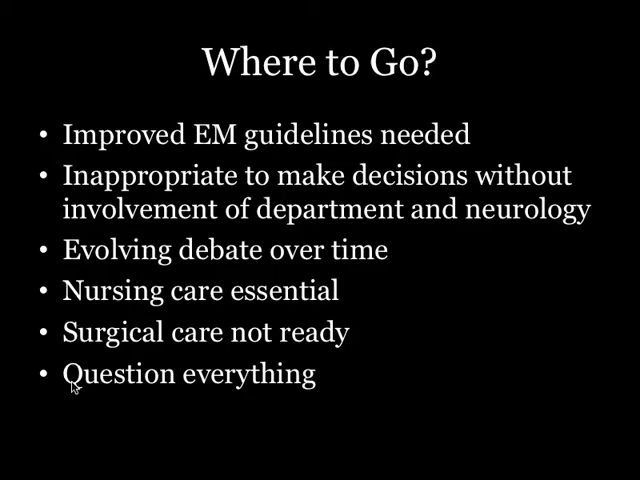 Where to Go?
• Improved EM guidelines needed
• Inappropriate to make decisions without
involvement of department and neurology
• Evolving debate over time
• Nursing care essential
• Surgical care not ready
• Question everything